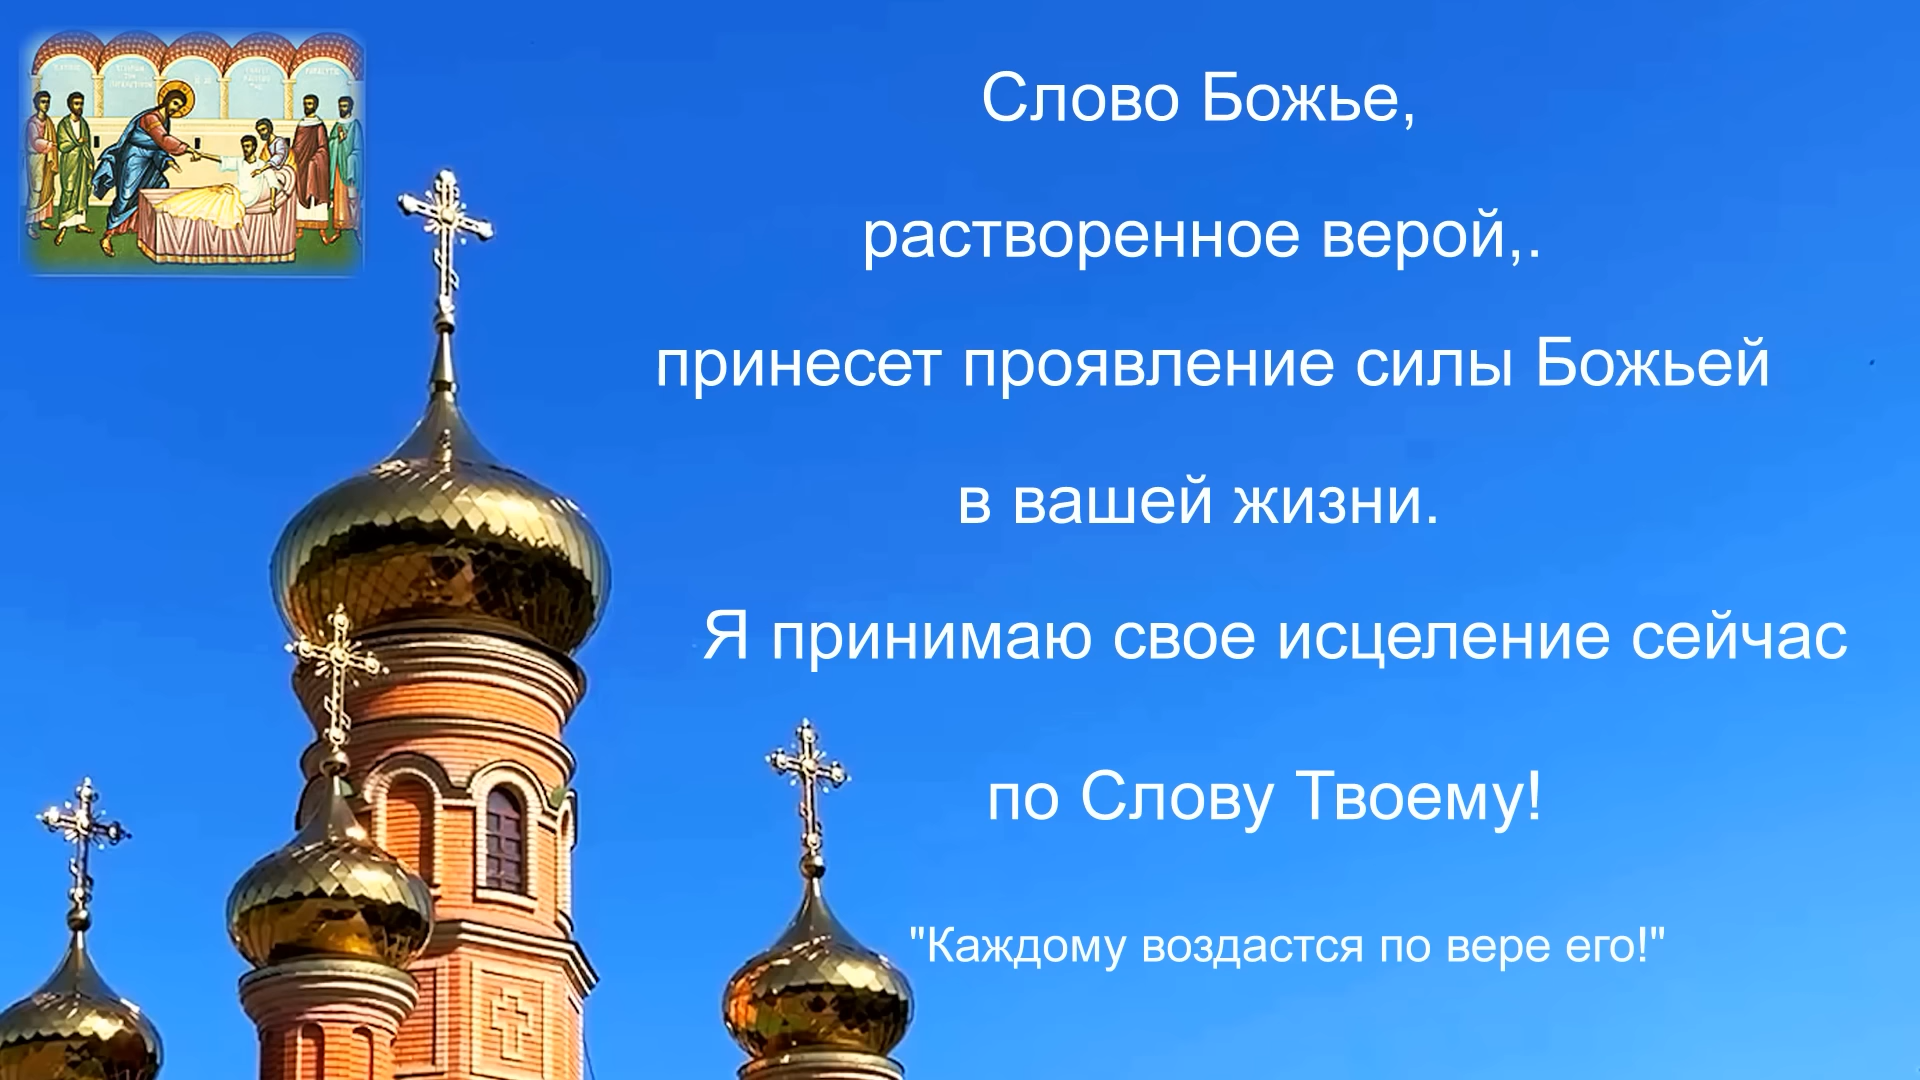 Слово Божье,
растворенное верой,.
принесет проявление силы Божьей
в вашей жизни.
Я принимаю свое исцеление сейчас
по Слову Твоему!
"Каждому воздастся по вере его!"